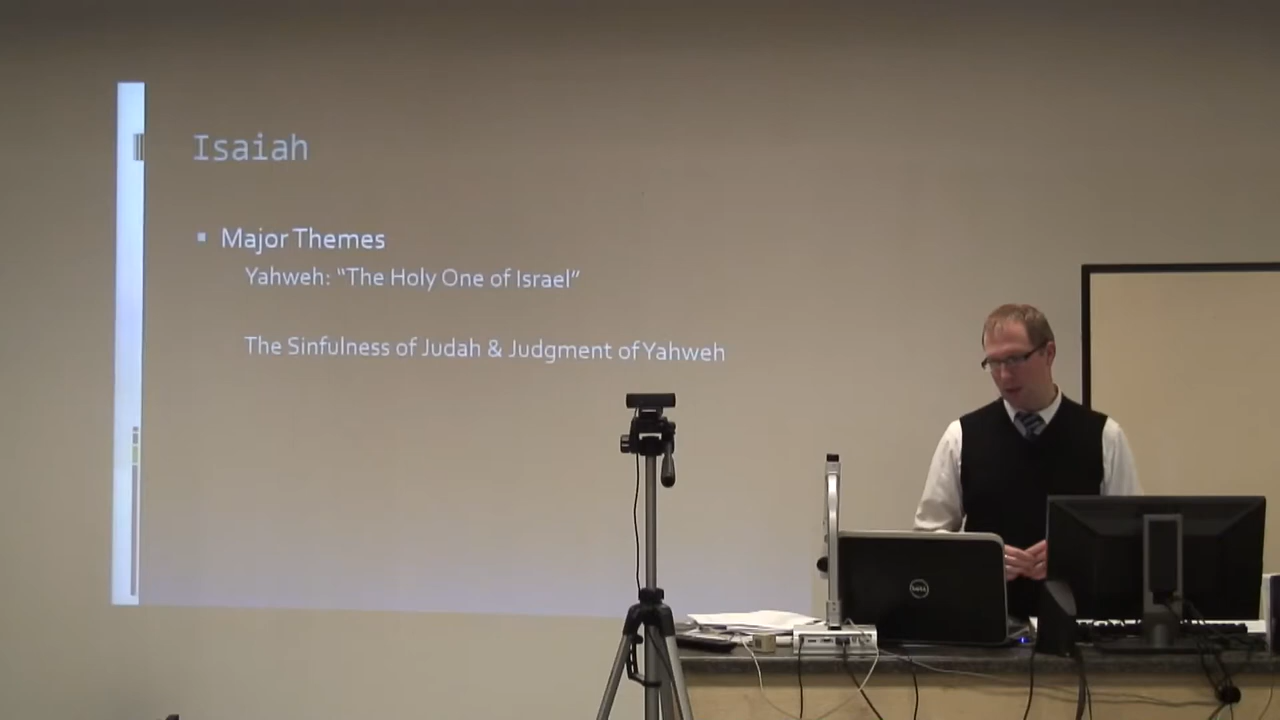 Isaiah
Major Themes
Yahweh: “The Holy One of Israel”
The Sinfulness of Judah & Judgment of Yahweh
DELL